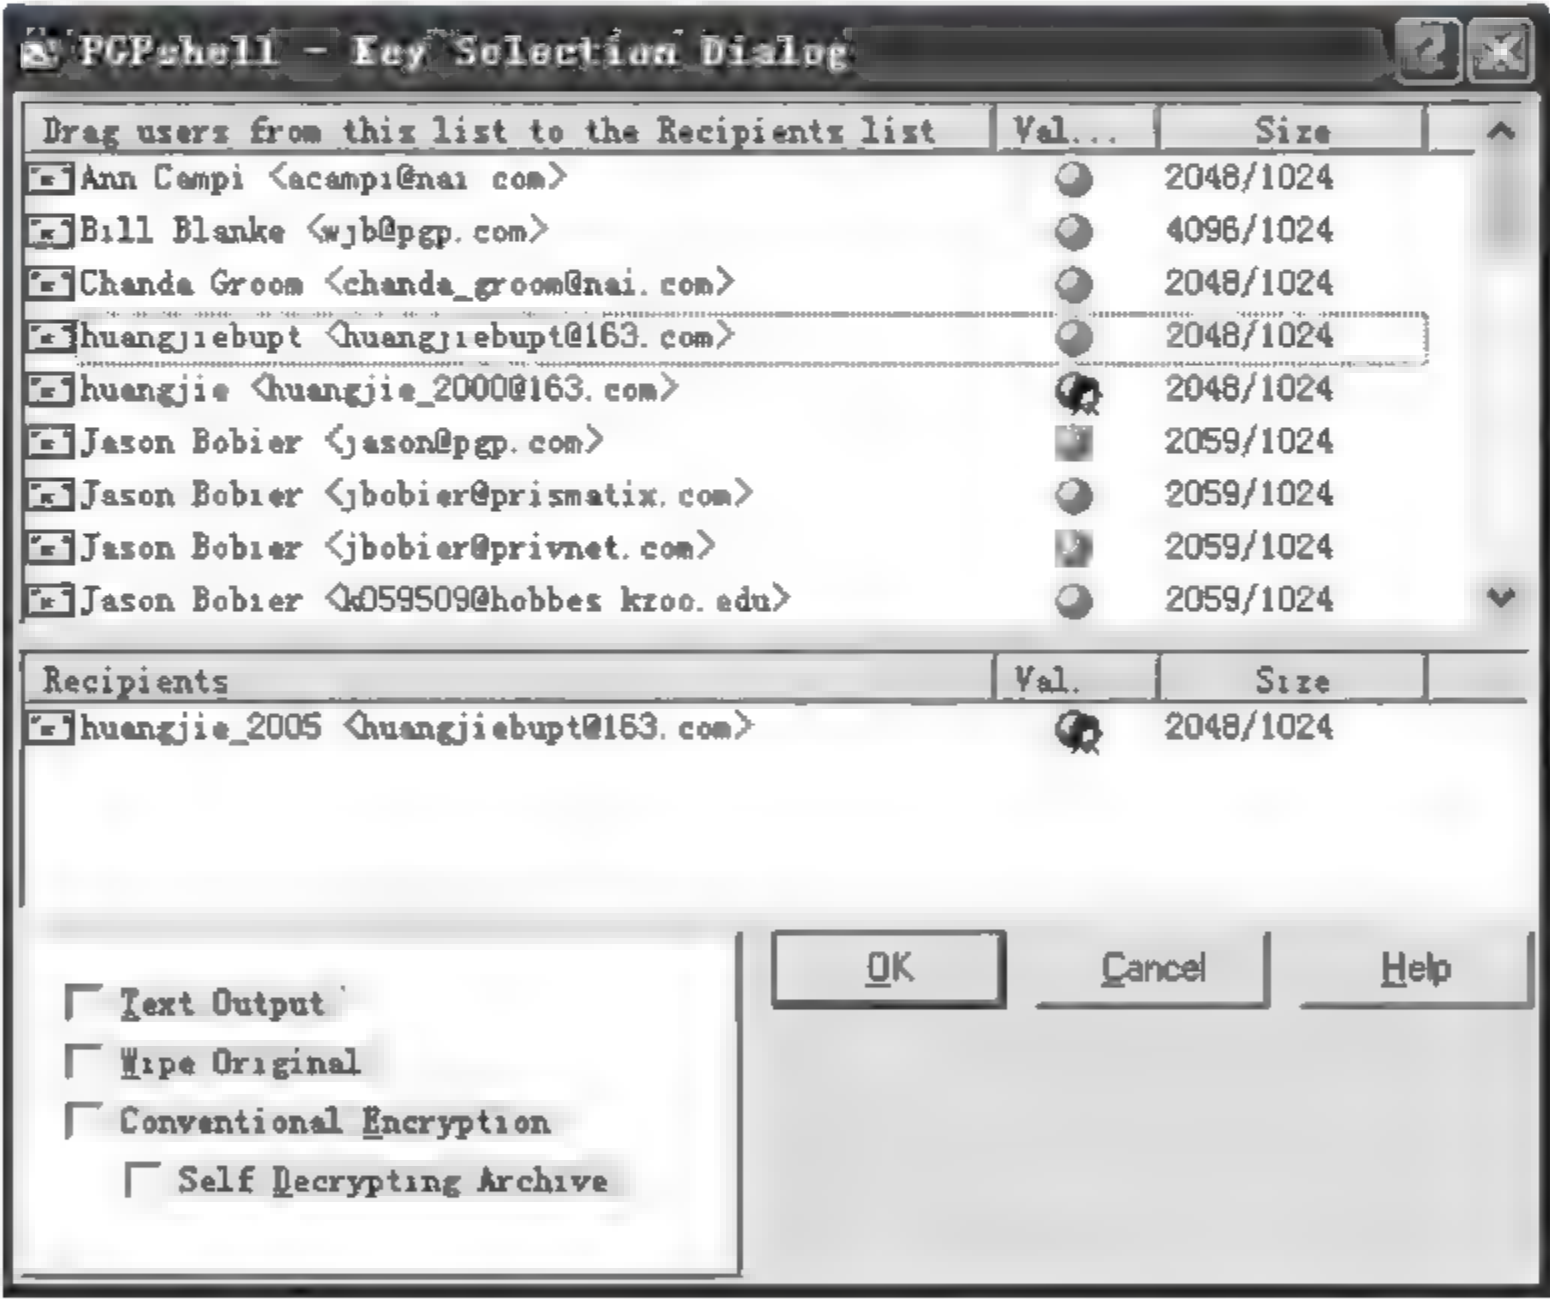 PGPshell - Key Selection Dialog
Drag users from this list to the Recipients list Val... Size
Ann Campi <acampi@nai.com> 2048/1024
Bill Blanke <wjb@pgp.com> 4096/1024
Chanda Groom <chanda_groom@nai.com> 2048/1024
huangjiebupt <huangjiebupt@163.com> 2048/1024
huangjie <huangjie_2000@163.com> 2048/1024
Jason Bobier <jason@pgp.com> 2059/1024
Jason Bobier <jbobier@prismatix.com> 2059/1024
Jason Bobier <jbobier@privnet.com> 2059/1024
Jason Bobier <k059509@hobbes.kzoo.edu> 2059/1024
Recipients Val. Size
huangjie_2005 <huangjiebupt@163.com> 2048/1024
OK Cancel Help
Text Output
Wipe Original
Conventional Encryption
Self Decrypting Archive